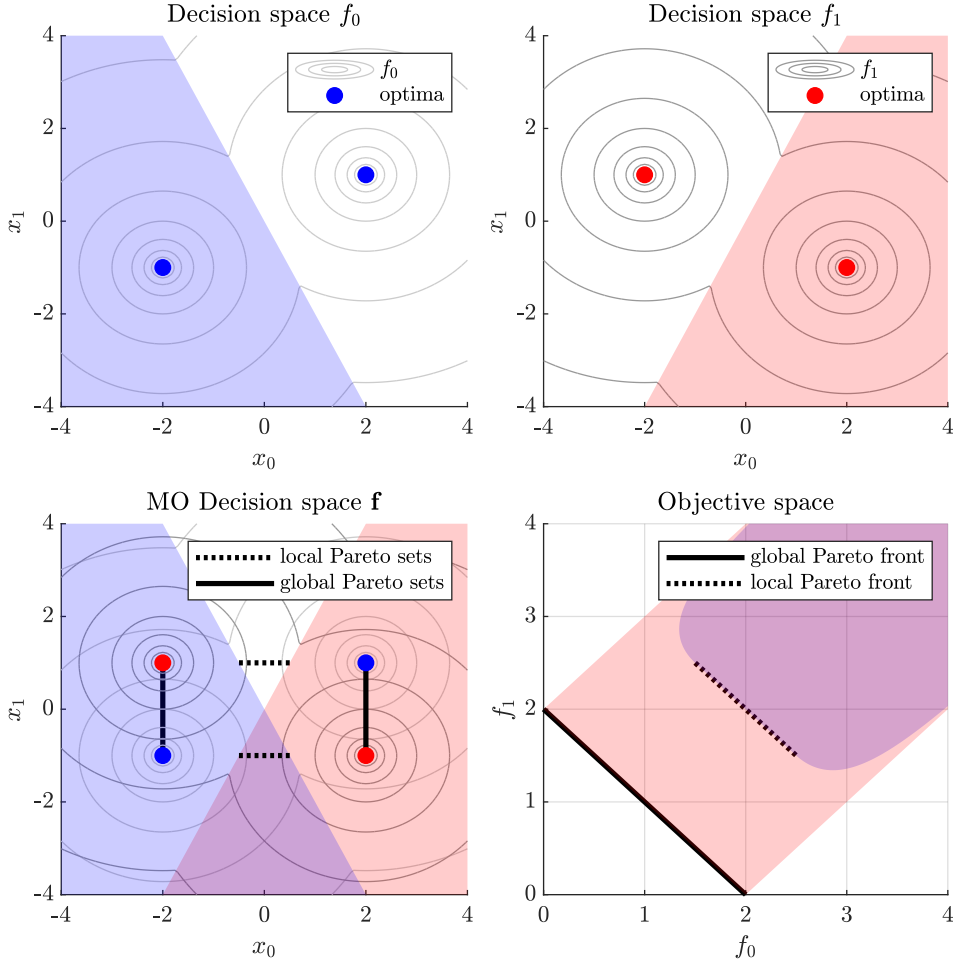 Decision space f₀
f₀
optima
4
2
0
-2
-4
x₁
-4 -2 0 2 4
x₀
Decision space f₁
f₁
optima
4
2
0
-2
-4
x₁
-4 -2 0 2 4
x₀
MO Decision space f
local Pareto sets
global Pareto sets
4
2
0
-2
-4
x₁
-4 -2 0 2 4
x₀
Objective space
global Pareto front
local Pareto front
4
3
2
1
0
f₁
0 1 2 3 4
f₀